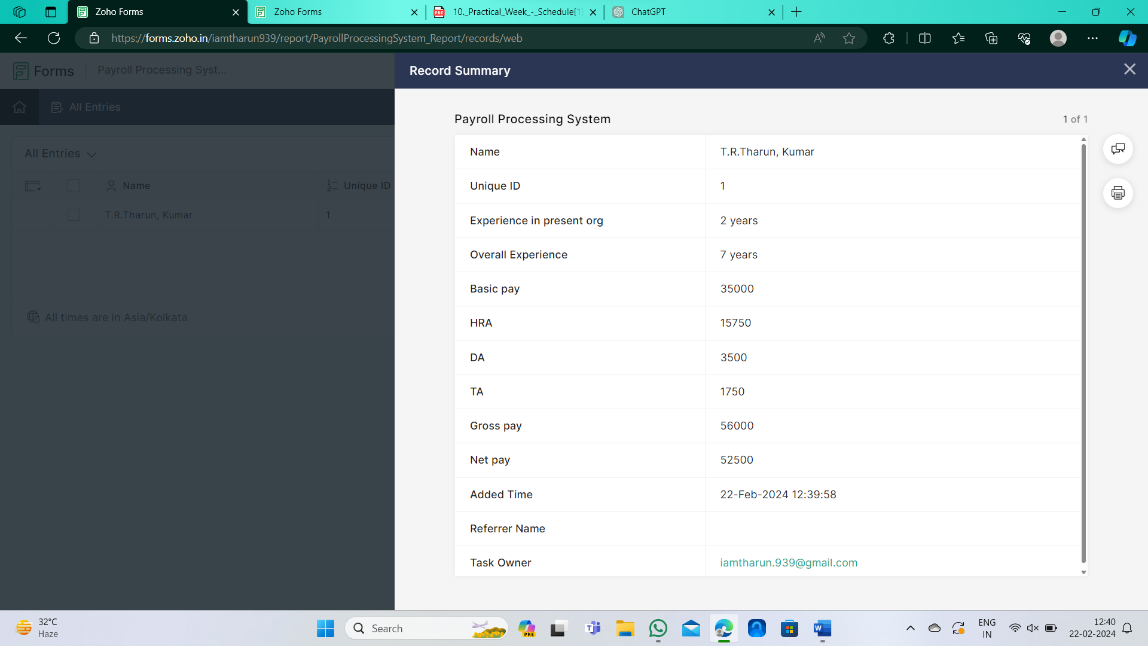 Zoho Forms
Zoho Forms
10._Practical_Week_-_Schedule[1]
ChatGPT
https://forms.zoho.in/iamtharun939/report/PayrollProcessingSystem_Report/records/web
Forms
Payroll Processing Syst...
Record Summary
All Entries
All Entries
Name
Unique ID
T.R.Tharun, Kumar
1
All times are in Asia/Kolkata
Payroll Processing System
1 of 1
Name T.R.Tharun, Kumar
Unique ID 1
Experience in present org 2 years
Overall Experience 7 years
Basic pay 35000
HRA 15750
DA 3500
TA 1750
Gross pay 56000
Net pay 52500
Added Time 22-Feb-2024 12:39:58
Referrer Name
Task Owner iamtharun.939@gmail.com
32°C
Haze
Search
ENG
IN
12:40
22-02-2024